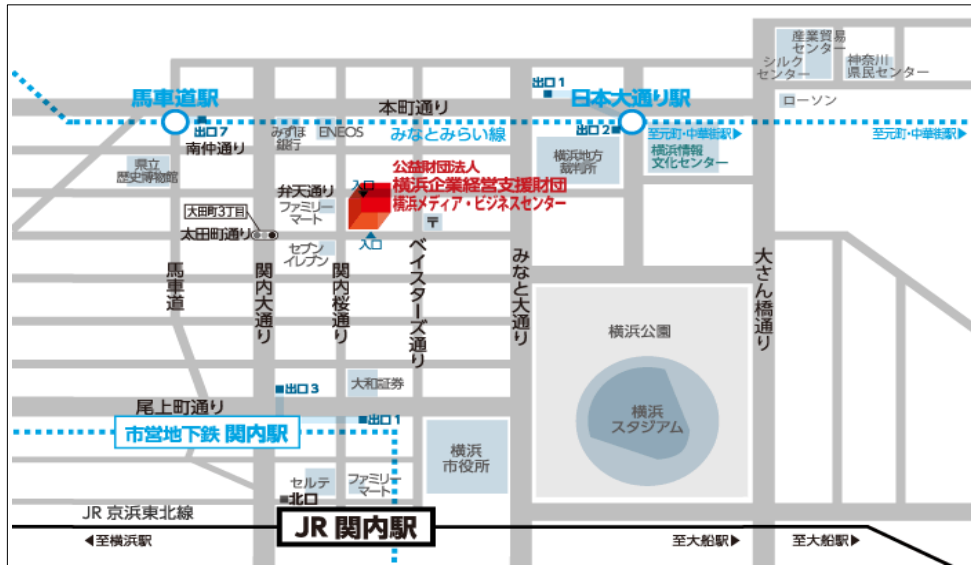 産業貿易
センター
シルク
センター
神奈川
県民センター
ローソン
出口1
馬車道駅
本町通り
日本大通り駅
出口7
みずほ
銀行
ENEOS
みなとみらい線
出口2
至元町・中華街駅▶
至元町・中華街駅▶
南仲通り
横浜地方
裁判所
横浜情報
文化センター
県立
歴史博物館
公益財団法人
横浜企業経営支援財団
横浜メディア・ビジネスセンター
入口
弁天通り
ファミリー
マート
〒
大田町3丁目
太田町通り
セブン
イレブン
入口
馬車道
関内大通り
関内桜通り
ベイスターズ通り
みなと大通り
大さん橋通り
横浜公園
横浜
スタジアム
出口3
大和証券
尾上町通り
出口1
市営地下鉄 関内駅
横浜
市役所
セルテ
ファミリー
マート
北口
JR 京浜東北線
JR 関内駅
◀至横浜駅
至大船駅▶
至大船駅▶